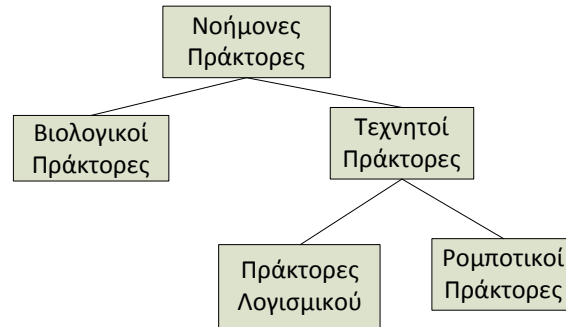 Νοήμονες
Πράκτορες
Βιολογικοί
Πράκτορες
Τεχνητοί
Πράκτορες
Πράκτορες
Λογισμικού
Ρομποτικοί
Πράκτορες